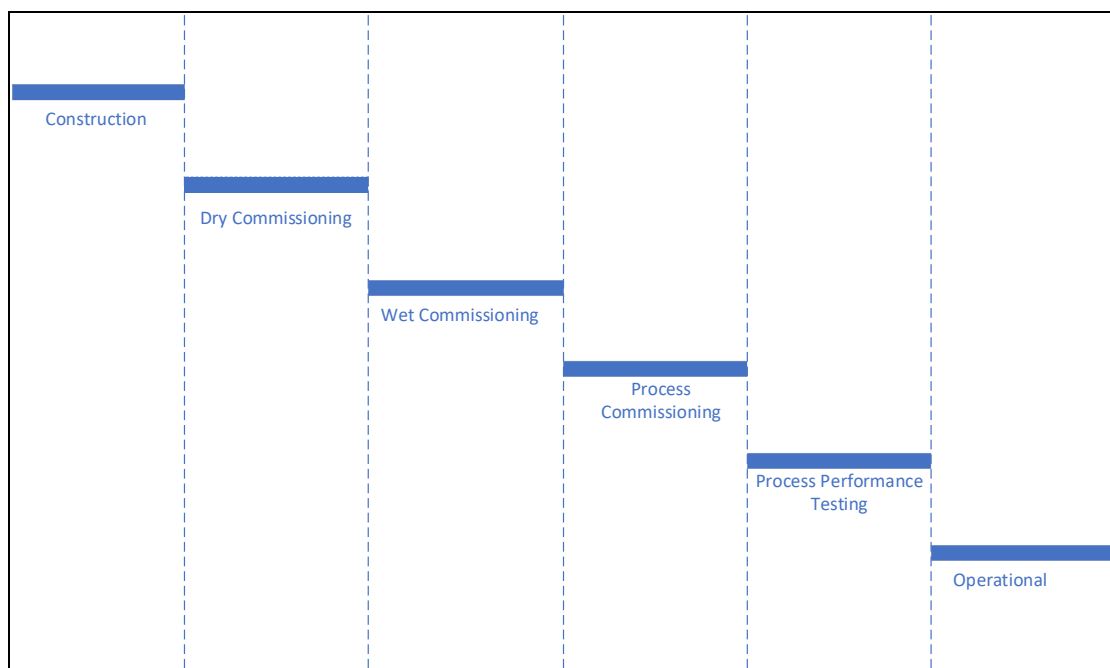 Construction
Dry Commissioning
Wet Commissioning
Process
Commissioning
Process Performance
Testing
Operational